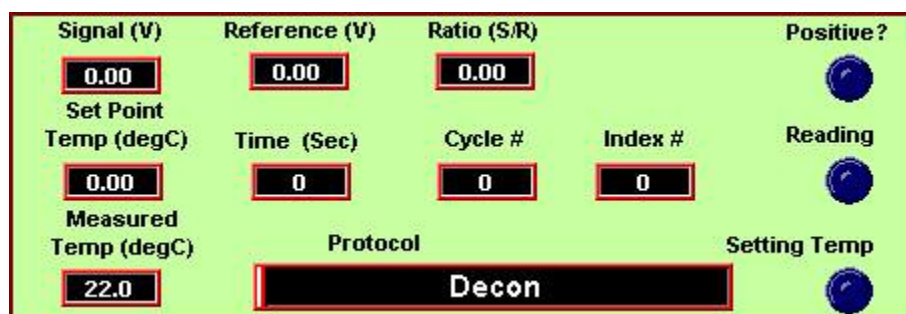 Signal (V) Reference (V) Ratio (S/R) Positive?
0.00 0.00 0.00
Set Point
Temp (degC) Time (Sec) Cycle # Index # Reading
0.00 0 0 0
Measured
Temp (degC) Protocol Setting Temp
22.0 Decon